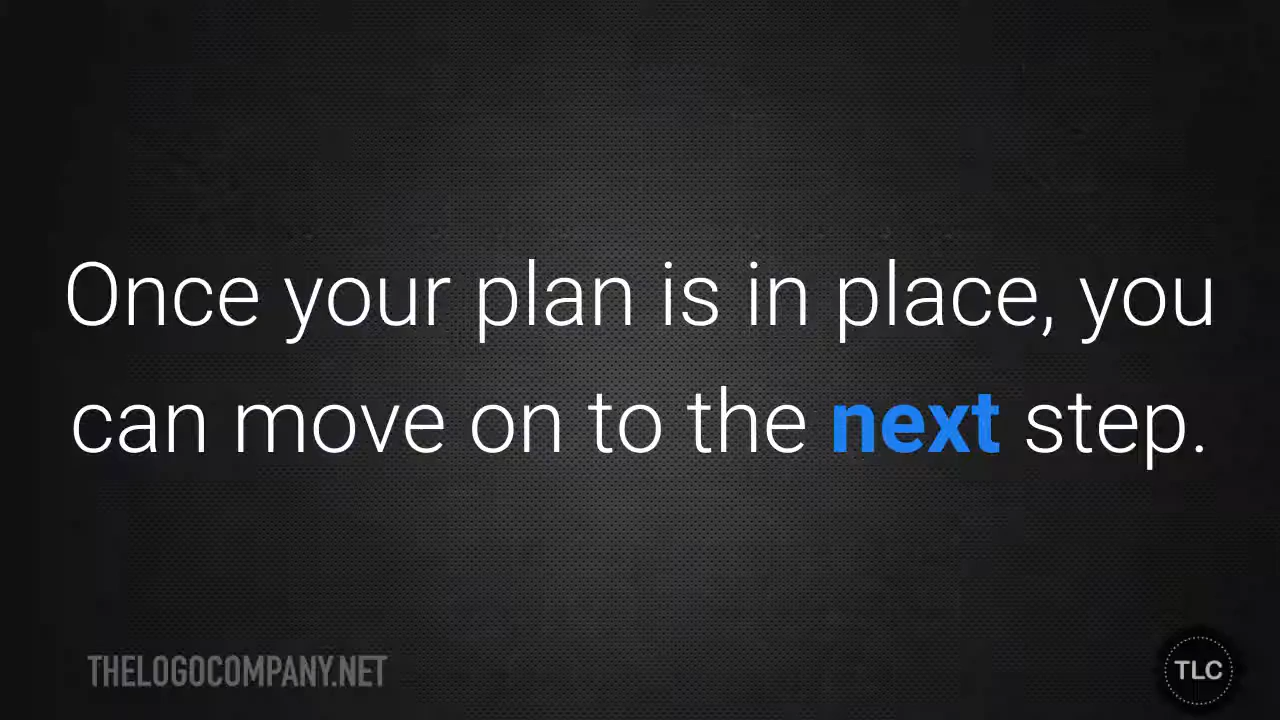 Once your plan is in place, you
can move on to the next step.
THELOGOCOMPANY.NET
TLC